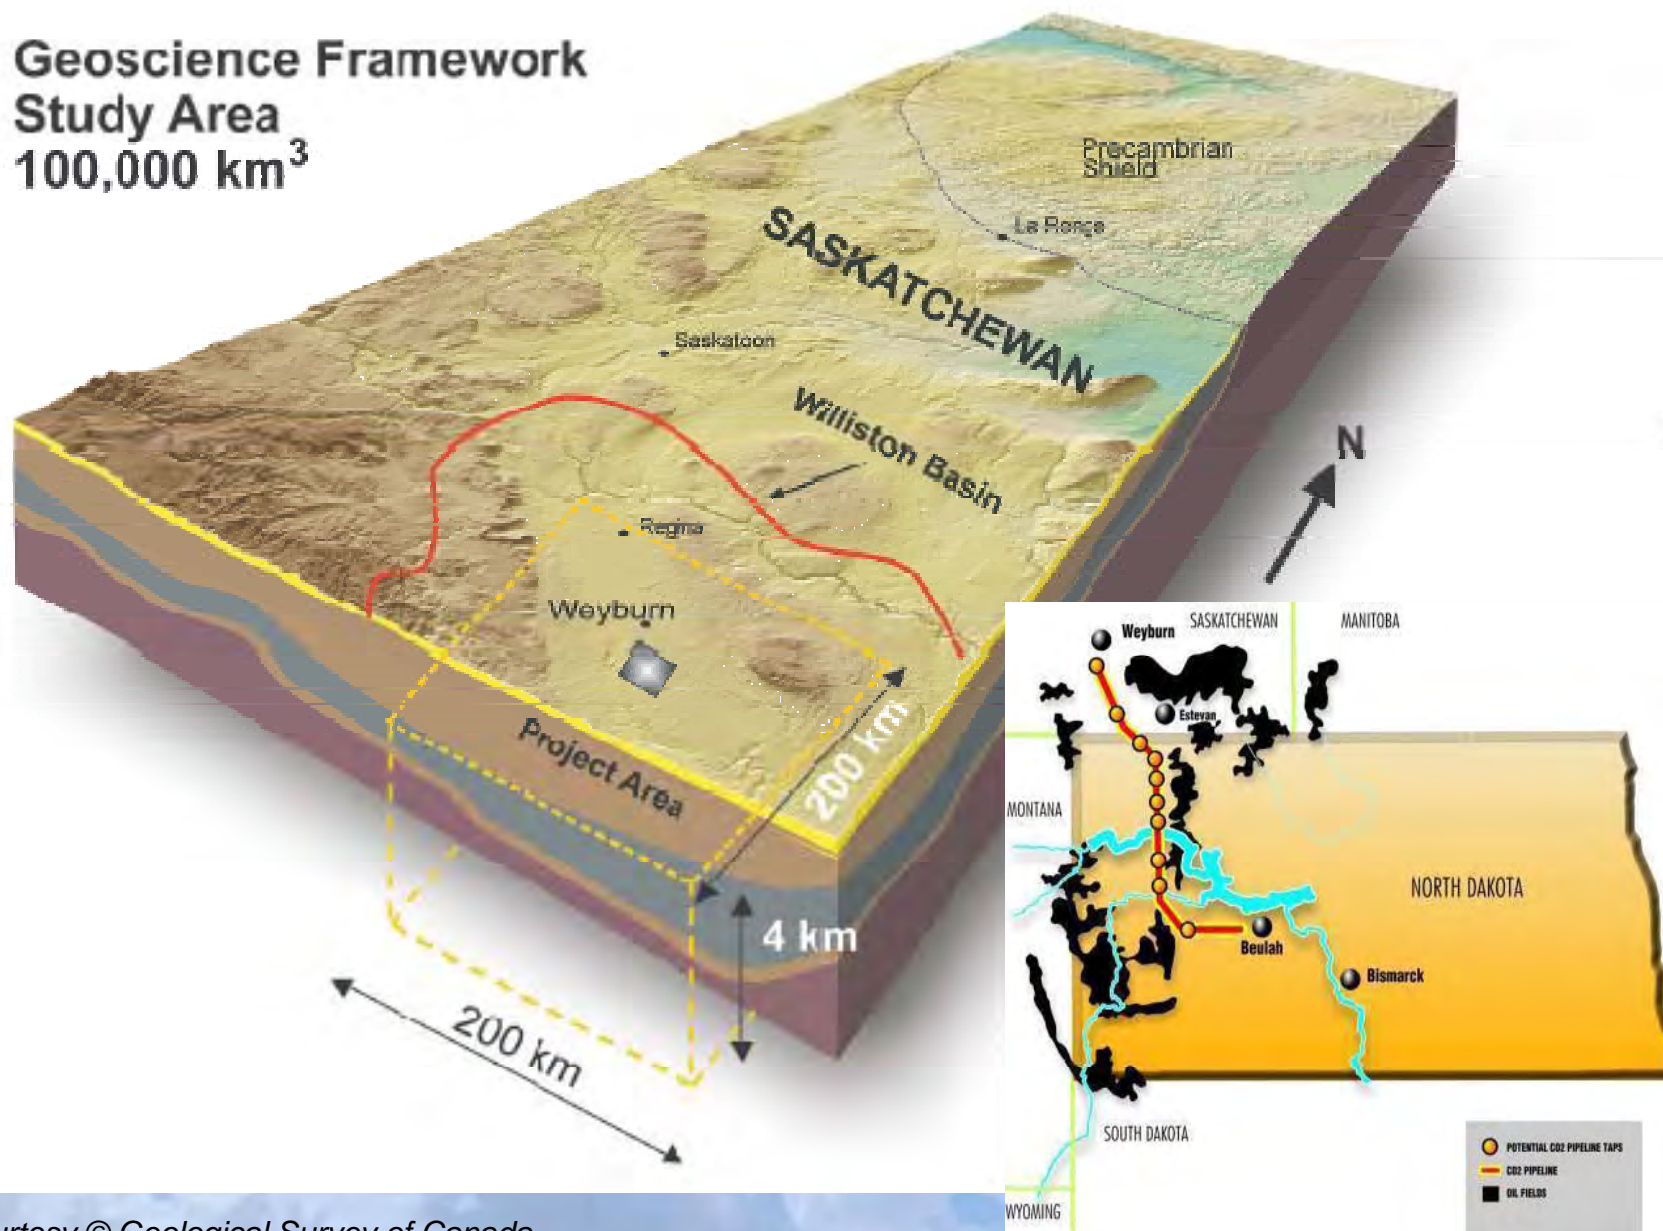 Geoscience Framework
Study Area
100,000 km³
Precambrian
Shield
La Ronge
SASKATCHEWAN
Saskatoon
Williston Basin
N
Regina
Weyburn
Project Area
200 km
4 km
200 km
Weyburn
SASKATCHEWAN
MANITOBA
Estevan
MONTANA
NORTH DAKOTA
Beulah
Bismarck
SOUTH DAKOTA
POTENTIAL CO2 PIPELINE TAPS
CO2 PIPELINE
OIL FIELDS
WYOMING
urtesy © Geological Survey of Canada